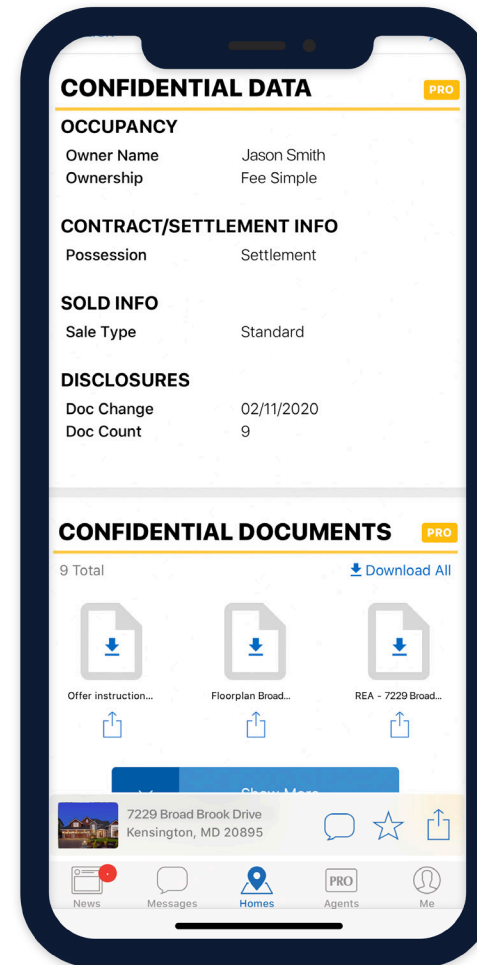 CONFIDENTIAL DATA PRO
OCCUPANCY
Owner Name Jason Smith
Ownership Fee Simple
CONTRACT/SETTLEMENT INFO
Possession Settlement
SOLD INFO
Sale Type Standard
DISCLOSURES
Doc Change 02/11/2020
Doc Count 9
CONFIDENTIAL DOCUMENTS PRO
9 Total Download All
Offer instruction... Floorplan Broad... REA - 7229 Broad...
Show More
7229 Broad Brook Drive
Kensington, MD 20895
PRO
News Messages Homes Agents Me